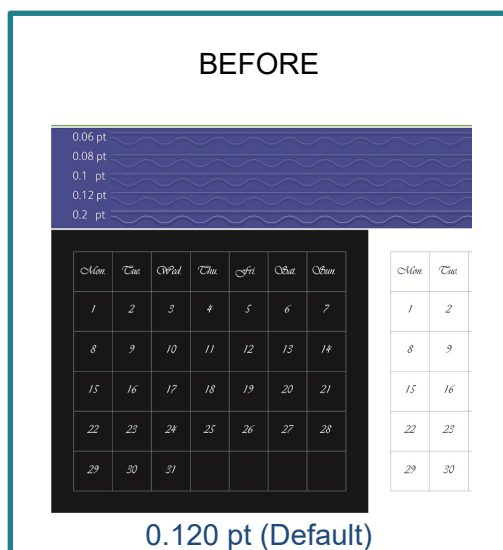 BEFORE
0.06 pt
0.08 pt
0.1 pt
0.12 pt
0.2 pt
Mon. Tue. Wed. Thu. Fri. Sat. Sun. Mon. Tue.
1 2 3 4 5 6 7 1 2
8 9 10 11 12 13 14 8 9
15 16 17 18 19 20 21 15 16
22 23 24 25 26 27 28 22 23
29 30 31 29 30
0.120 pt (Default)